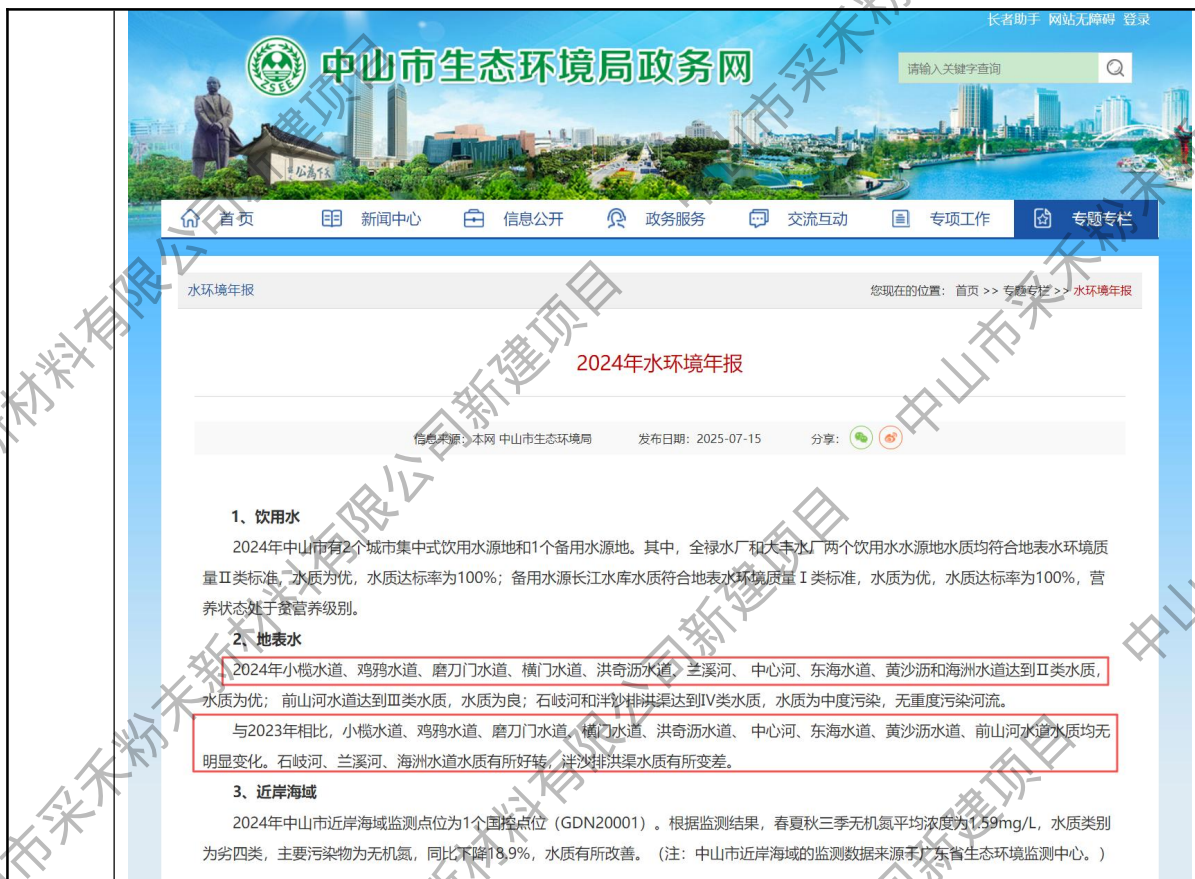 长者助手 网站无障碍 登录
中山市生态环境局政务网
请输入关键字查询
ZSEE
天下為公
首页 新闻中心 信息公开 政务服务 交流互动 专项工作 专题专栏
水环境年报
您现在的位置: 首页 >> 专题专栏 >> 水环境年报
2024年水环境年报
信息来源:本网 中山市生态环境局 发布日期:2025-07-15 分享:
1、饮用水
2024年中山市有2个城市集中式饮用水源地和1个备用水源地。其中,全禄水厂和大丰水厂两个饮用水水源地水质均符合地表水环境质
量Ⅱ类标准,水质为优,水质达标率为100%;备用水源长江水库水质符合地表水环境质量Ⅰ类标准,水质为优,水质达标率为100%,营
养状态处于贫营养级别。
2、地表水
2024年小榄水道、鸡鸦水道、磨刀门水道、横门水道、洪奇沥水道、兰溪河、 中心河、东海水道、黄沙沥和海洲水道达到Ⅱ类水质,
水质为优; 前山河水道达到Ⅲ类水质,水质为良;石岐河和泮沙排洪渠达到Ⅳ类水质,水质为中度污染,无重度污染河流。
与2023年相比,小榄水道、鸡鸦水道、磨刀门水道、横门水道、洪奇沥水道、 中心河、东海水道、黄沙沥水道、前山河水道水质均无
明显变化。石岐河、兰溪河、海洲水道水质有所好转,泮沙排洪渠水质有所变差。
3、近岸海域
2024年中山市近岸海域监测点位为1个国控点位(GDN20001)。根据监测结果,春夏秋三季无机氮平均浓度为1.59mg/L,水质类别
为劣四类,主要污染物为无机氮,同比下降18.9%,水质有所改善。(注:中山市近岸海域的监测数据来源于广东省生态环境监测中心。)
中山市采禾粉末新材料有限公司新建项目